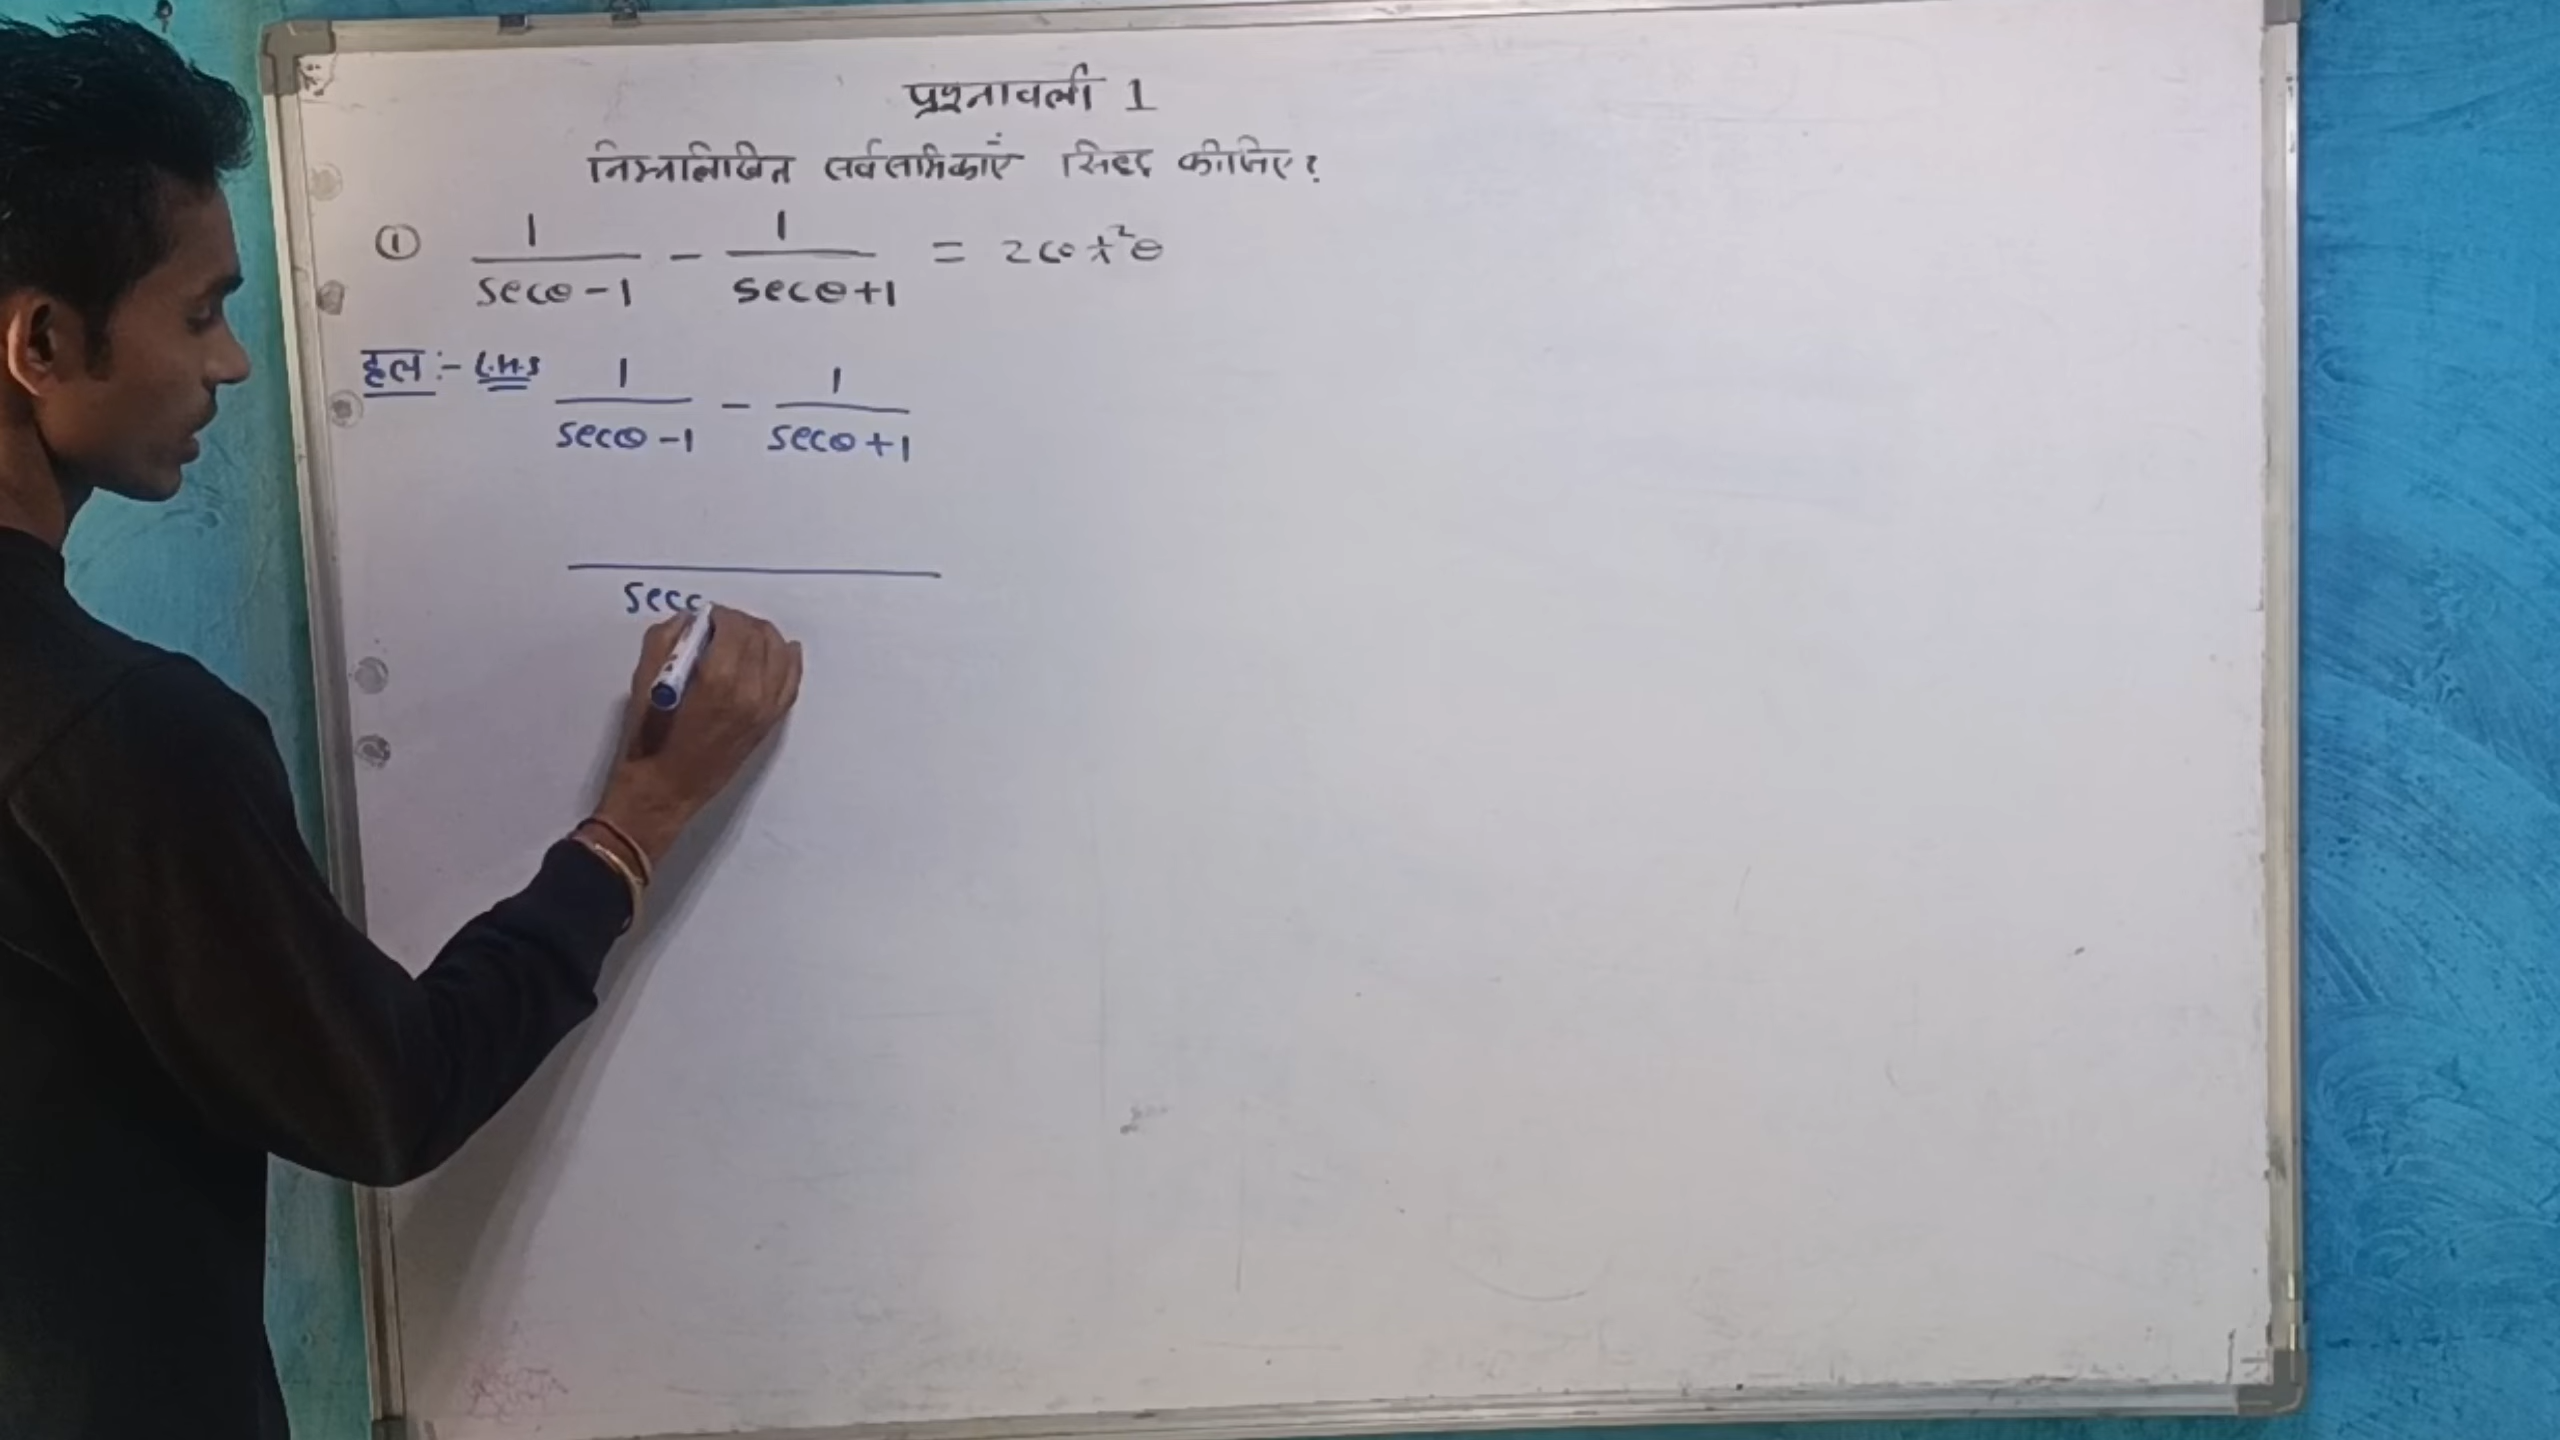 प्रश्नावली 1
निम्नलिखित सर्वसमिकाएँ सिद्ध कीजिए?
① 1/(secθ-1) - 1/(secθ+1) = 2cot²θ
हल:- L.H.S 1/(secθ-1) - 1/(secθ+1)
sec